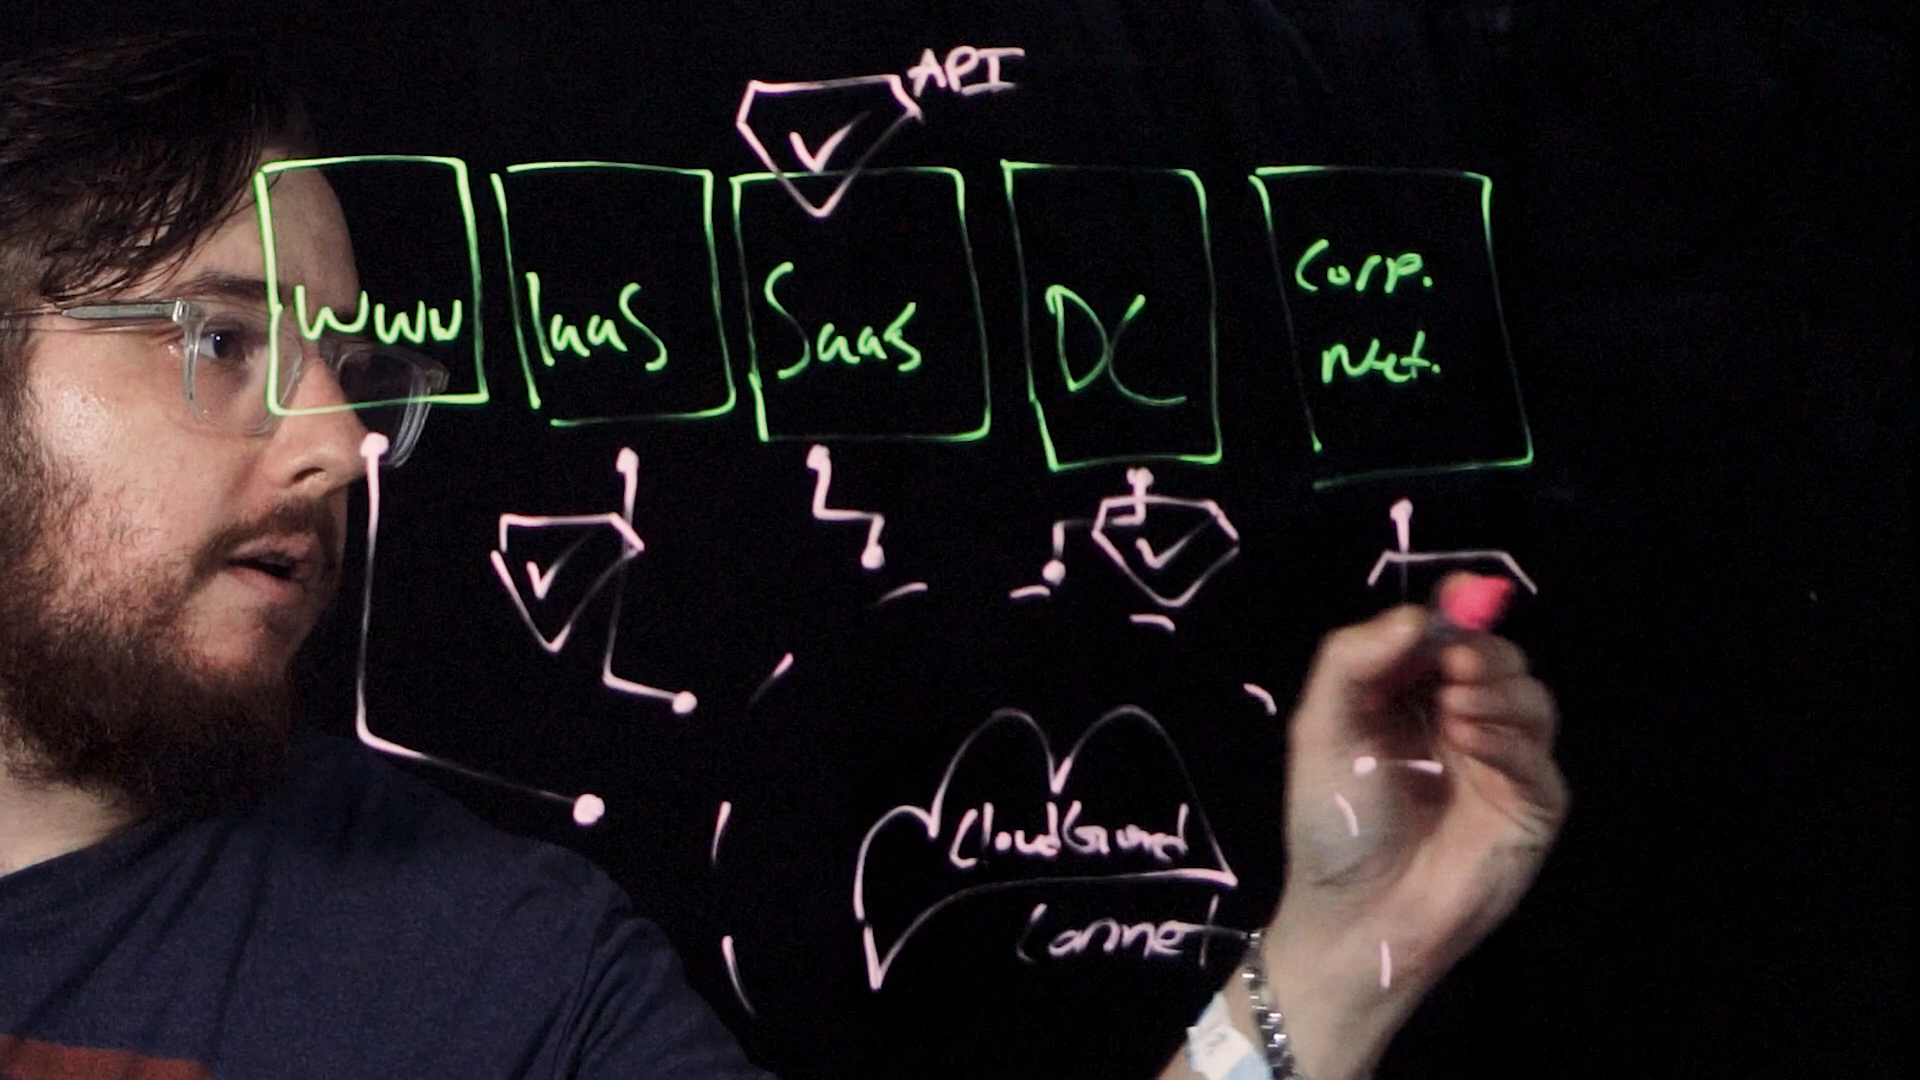 API
WWW
IaaS
SaaS
DC
Corp.
Net.
CloudGuard
Connect